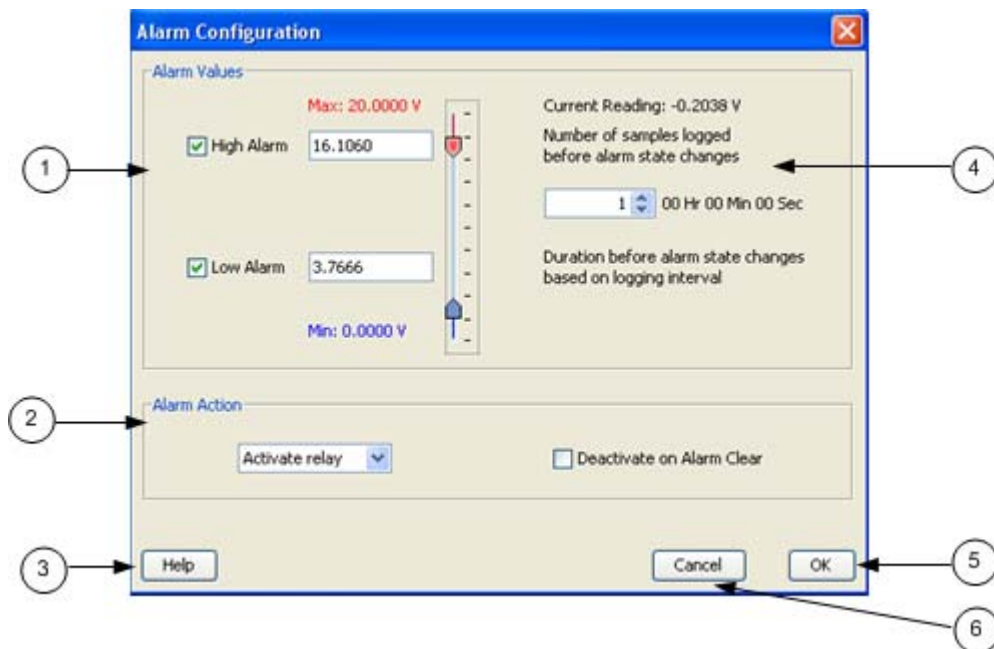 Alarm Configuration
Alarm Values
Max: 20.0000 V
High Alarm 16.1060
Low Alarm 3.7666
Min: 0.0000 V
Current Reading: -0.2038 V
Number of samples logged
before alarm state changes
1 00 Hr 00 Min 00 Sec
Duration before alarm state changes
based on logging interval
Alarm Action
Activate relay
Deactivate on Alarm Clear
Help
Cancel
OK
1
2
3
4
5
6